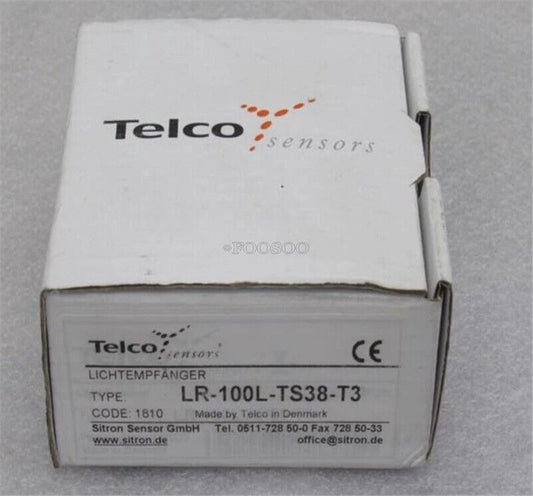 Telco sensors
FOOSOO
Telco sensors CE
LICHTEMPFÄNGER
TYPE LR-100L-TS38-T3
CODE: 1810 Made by Telco in Denmark
Sitron Sensor GmbH Tel. 0511-728 50-0 Fax 728 50-33
www.sitron.de office@sitron.de